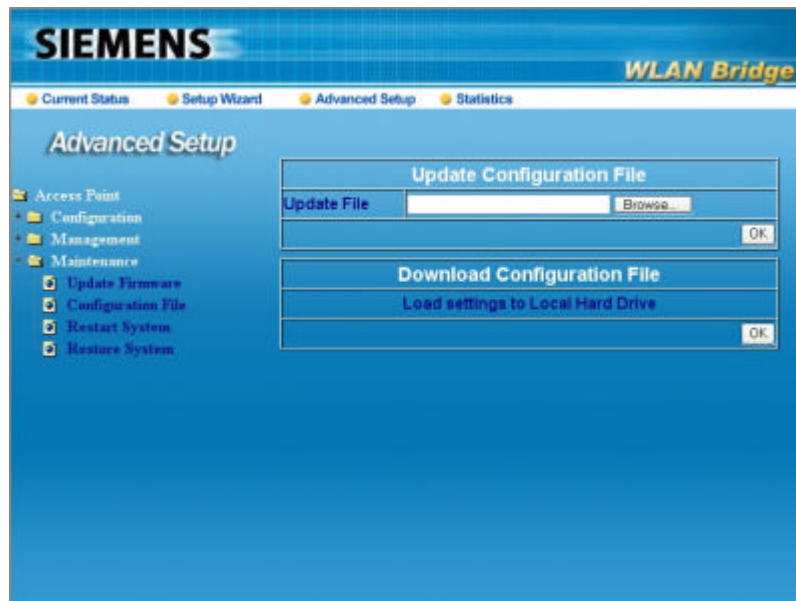 SIEMENS
WLAN Bridge
Current Status Setup Wizard Advanced Setup Statistics
Advanced Setup
Access Point
Configuration
Management
Maintenance
Update Firmware
Configuration File
Restart System
Restore System
Update Configuration File
Update File Browse...
OK
Download Configuration File
Load settings to Local Hard Drive
OK